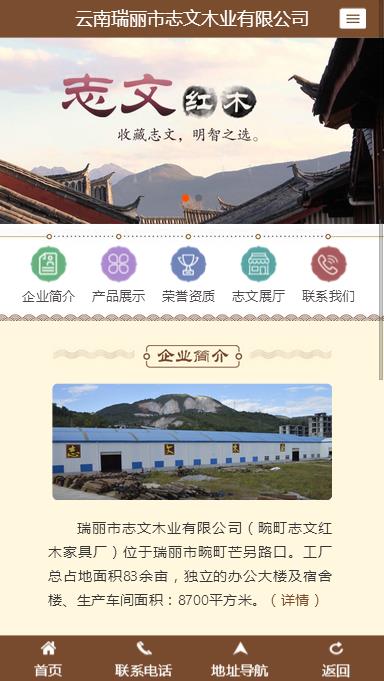 云南瑞丽市志文木业有限公司
志文红木
收藏志文，明智之选。
企业简介 产品展示 荣誉资质 志文展厅 联系我们
企业简介
志 文 木 业
瑞丽市志文木业有限公司（畹町志文红
木家具厂）位于瑞丽市畹町芒另路口。工厂
总占地面积83余亩，独立的办公大楼及宿舍
楼、生产车间面积：8700平方米。（详情）
首页 联系电话 地址导航 返回